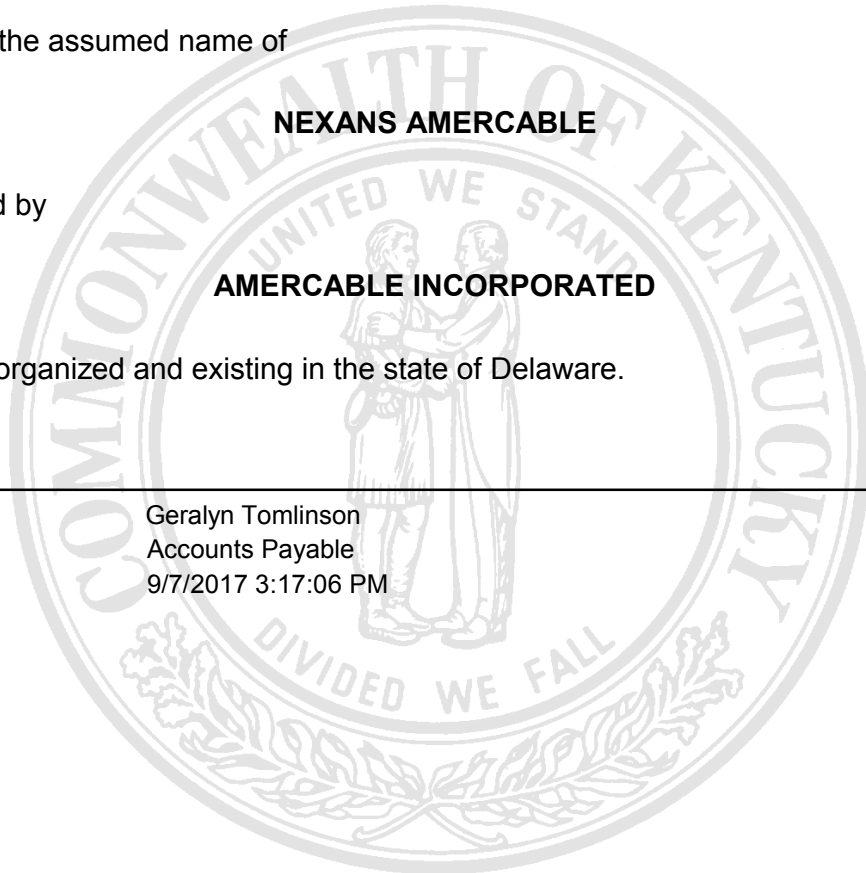 the assumed name of
NEXANS AMERCABLE
d by
AMERCABLE INCORPORATED
organized and existing in the state of Delaware.
Geralyn Tomlinson
Accounts Payable
9/7/2017 3:17:06 PM
COMMONWEALTH OF KENTUCKY
UNITED WE STAND
DIVIDED WE FALL